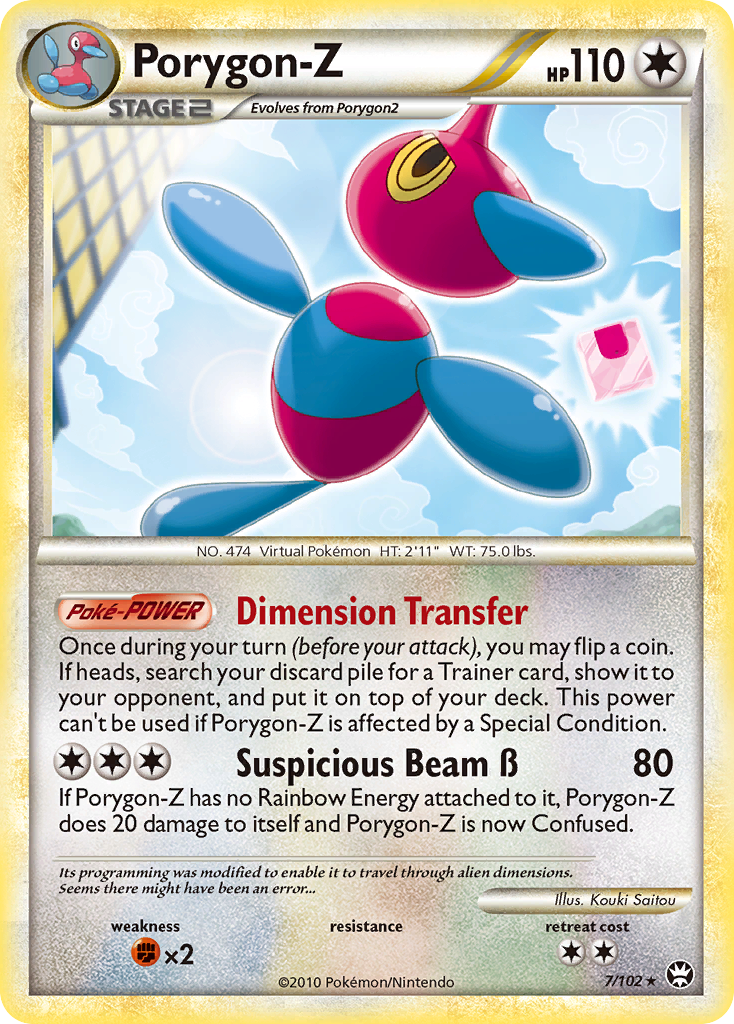 Porygon-Z
HP110
STAGE2
Evolves from Porygon2
NO. 474 Virtual Pokémon HT: 2'11" WT: 75.0 lbs.
Poké-POWER Dimension Transfer
Once during your turn (before your attack), you may flip a coin.
If heads, search your discard pile for a Trainer card, show it to
your opponent, and put it on top of your deck. This power
can't be used if Porygon-Z is affected by a Special Condition.
Suspicious Beam ß 80
If Porygon-Z has no Rainbow Energy attached to it, Porygon-Z
does 20 damage to itself and Porygon-Z is now Confused.
Its programming was modified to enable it to travel through alien dimensions.
Seems there might have been an error...
Illus. Kouki Saitou
weakness resistance retreat cost
×2
©2010 Pokémon/Nintendo
7/102 ★